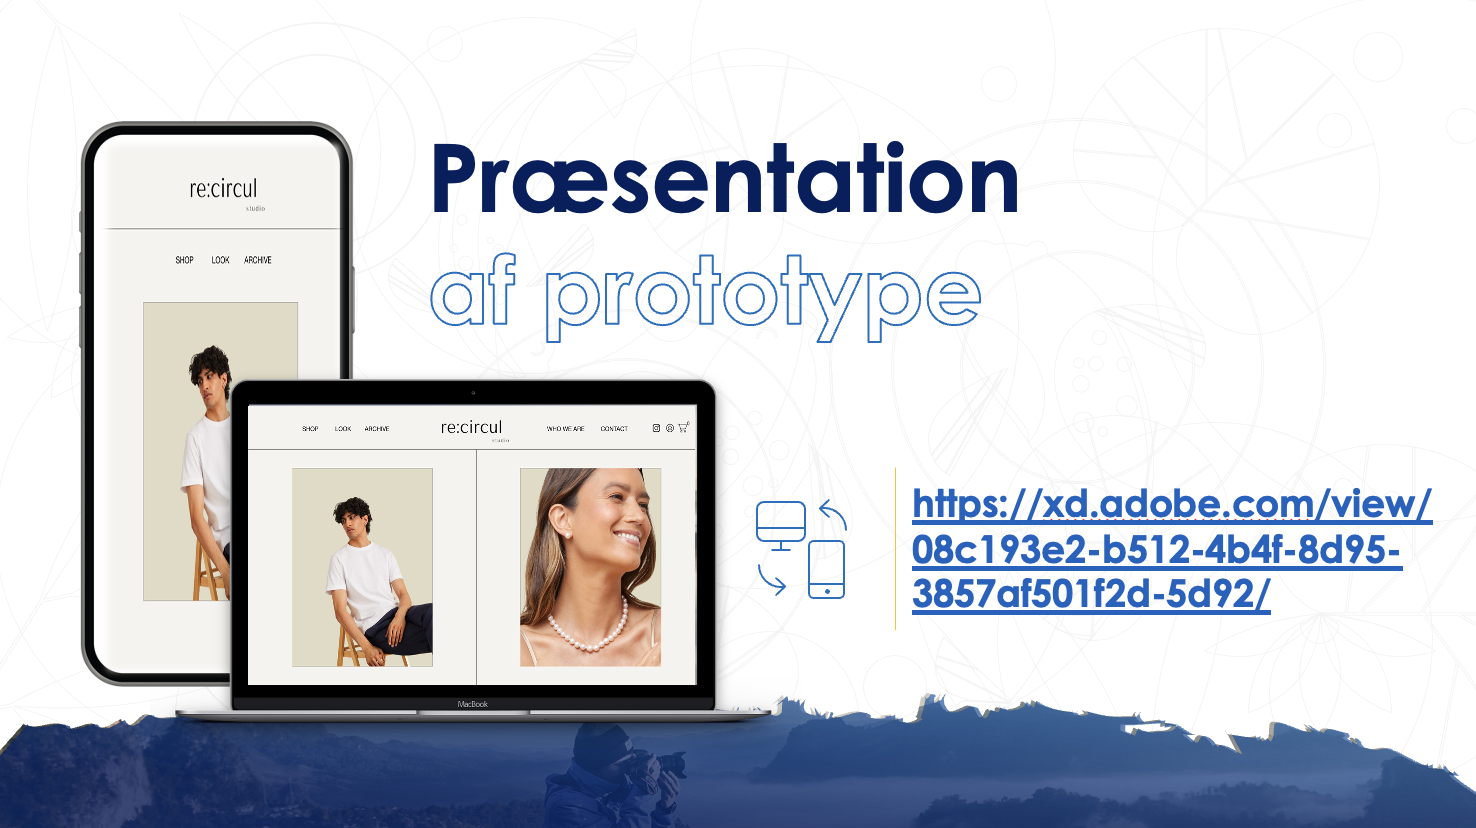 Præsentation
af prototype
re:circul
studio
SHOP LOOK ARCHIVE
SHOP LOOK ARCHIVE
re:circul
studio
WHO WE ARE CONTACT
0
MacBook
https://xd.adobe.com/view/
08c193e2-b512-4b4f-8d95-
3857af501f2d-5d92/